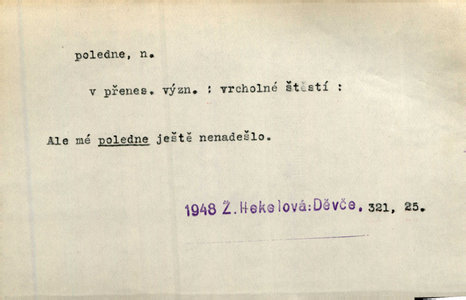 poledne, n.
v přenes. význ. : vrcholné štěstí :
Ale mé poledne ještě nenadešlo.
1948 Ž.Hekelová:Děvče, 321, 25.